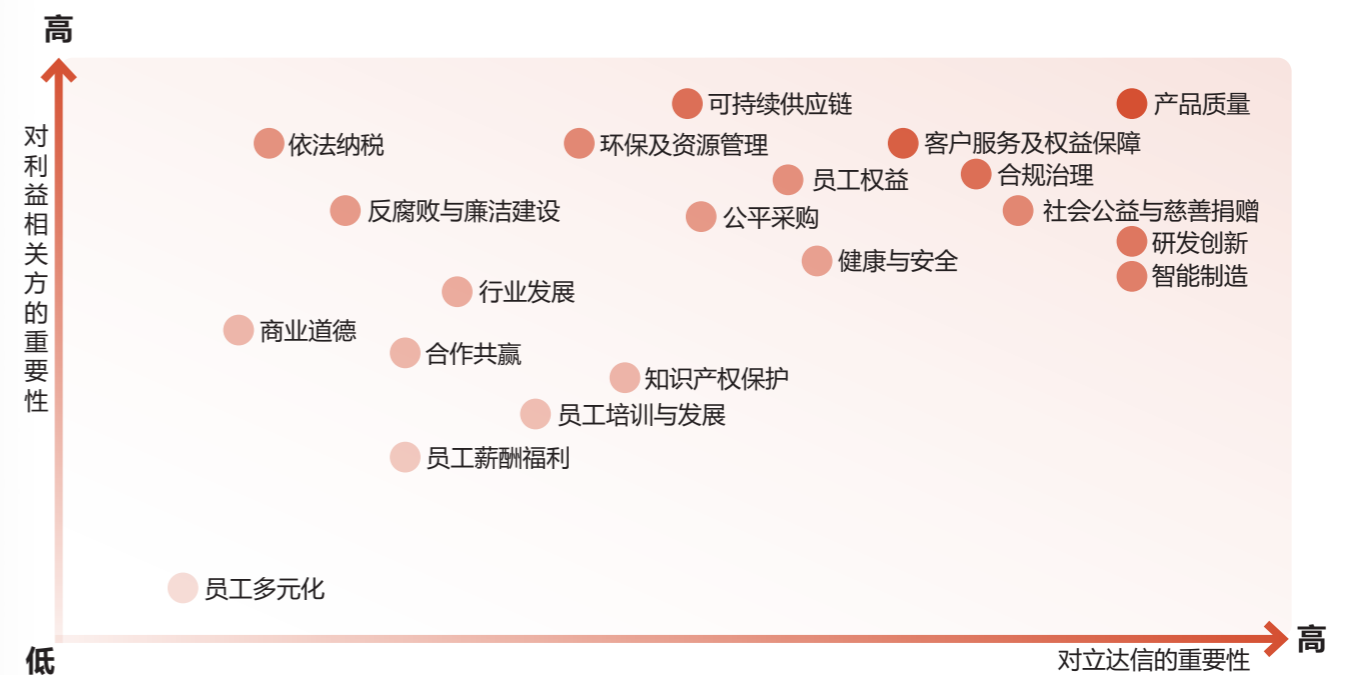 高
对利益相关方的重要性
可持续供应链
产品质量
依法纳税
环保及资源管理
客户服务及权益保障
员工权益
合规治理
反腐败与廉洁建设
公平采购
社会公益与慈善捐赠
研发创新
健康与安全
智能制造
行业发展
商业道德
合作共赢
知识产权保护
员工培训与发展
员工薪酬福利
员工多元化
高
低
对立达信的重要性